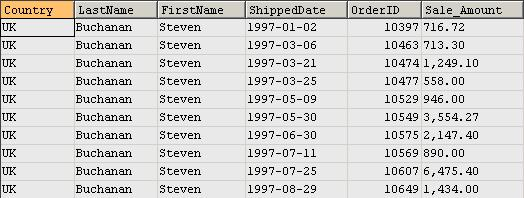 Country LastName FirstName ShippedDate OrderID Sale_Amount
UK Buchanan Steven 1997-01-02 10397 716.72
UK Buchanan Steven 1997-03-06 10463 713.30
UK Buchanan Steven 1997-03-21 10474 1,249.10
UK Buchanan Steven 1997-03-25 10477 558.00
UK Buchanan Steven 1997-05-09 10529 946.00
UK Buchanan Steven 1997-05-30 10549 3,554.27
UK Buchanan Steven 1997-06-30 10575 2,147.40
UK Buchanan Steven 1997-07-11 10569 890.00
UK Buchanan Steven 1997-07-25 10607 6,475.40
UK Buchanan Steven 1997-08-29 10649 1,434.00